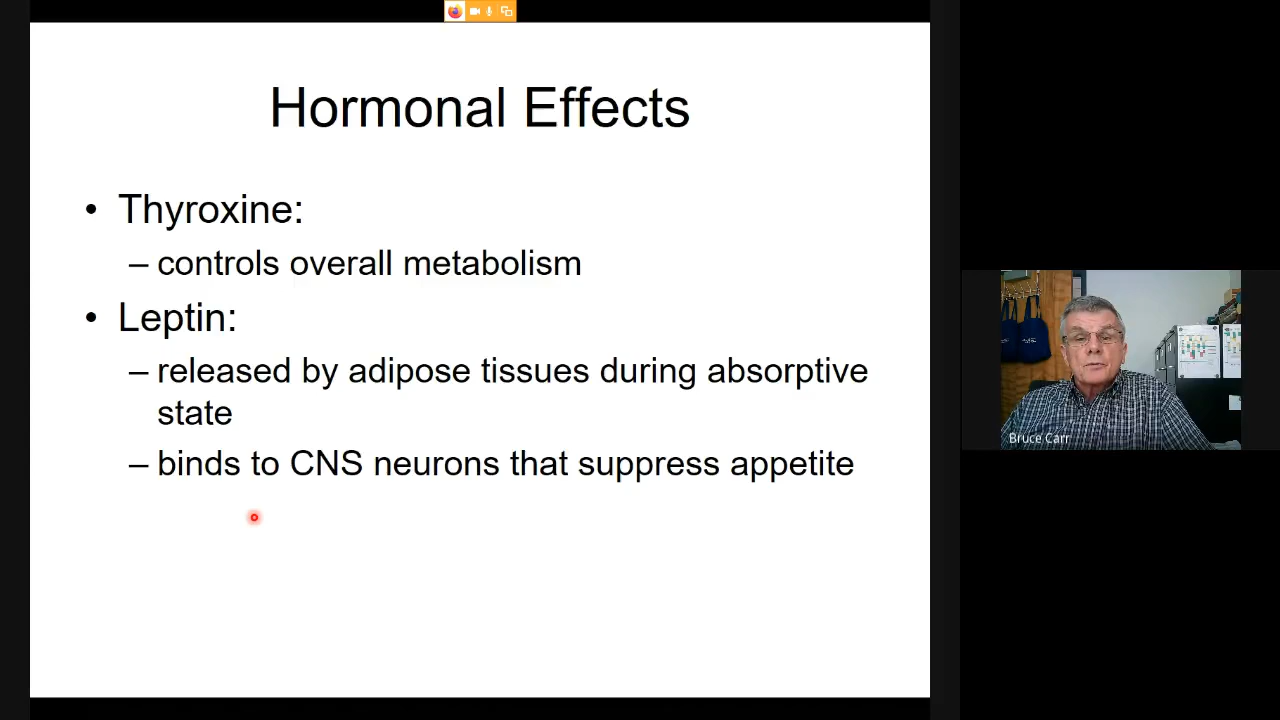 Hormonal Effects
• Thyroxine:
– controls overall metabolism
• Leptin:
– released by adipose tissues during absorptive
state
– binds to CNS neurons that suppress appetite
Bruce Carr